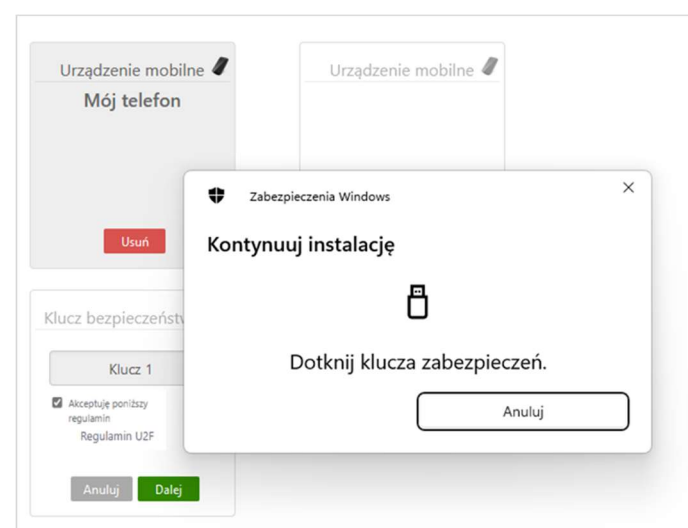 Urządzenie mobilne
Mój telefon
Usuń
Urządzenie mobilne
Zabezpieczenia Windows
Kontynuuj instalację
Dotknij klucza zabezpieczeń.
Anuluj
Klucz bezpieczeństw
Klucz 1
Akceptuję poniższy
regulamin
Regulamin U2F
Anuluj
Dalej